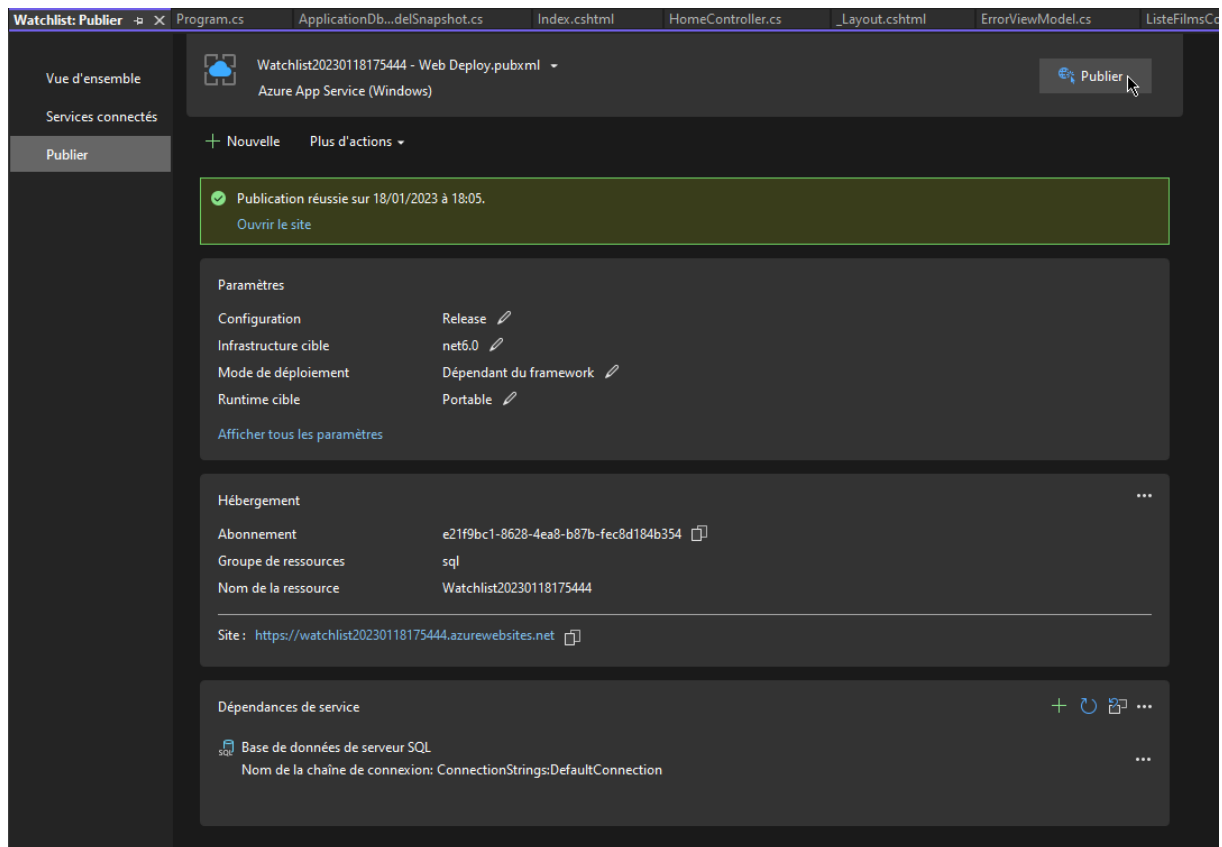 Watchlist: Publier Program.cs ApplicationDb...delSnapshot.cs Index.cshtml HomeController.cs _Layout.cshtml ErrorViewModel.cs ListeFilmsCo
Vue d'ensemble
Services connectés
Publier
Watchlist20230118175444 - Web Deploy.pubxml
Azure App Service (Windows)
Publier
Nouvelle Plus d'actions
Publication réussie sur 18/01/2023 à 18:05.
Ouvrir le site
Paramètres
Configuration Release
Infrastructure cible net6.0
Mode de déploiement Dépendant du framework
Runtime cible Portable
Afficher tous les paramètres
Hébergement
Abonnement e21f9bc1-8628-4ea8-b87b-fec8d184b354
Groupe de ressources sql
Nom de la ressource Watchlist20230118175444
Site : https://watchlist20230118175444.azurewebsites.net
Dépendances de service
SQL Base de données de serveur SQL
Nom de la chaîne de connexion: ConnectionStrings:DefaultConnection